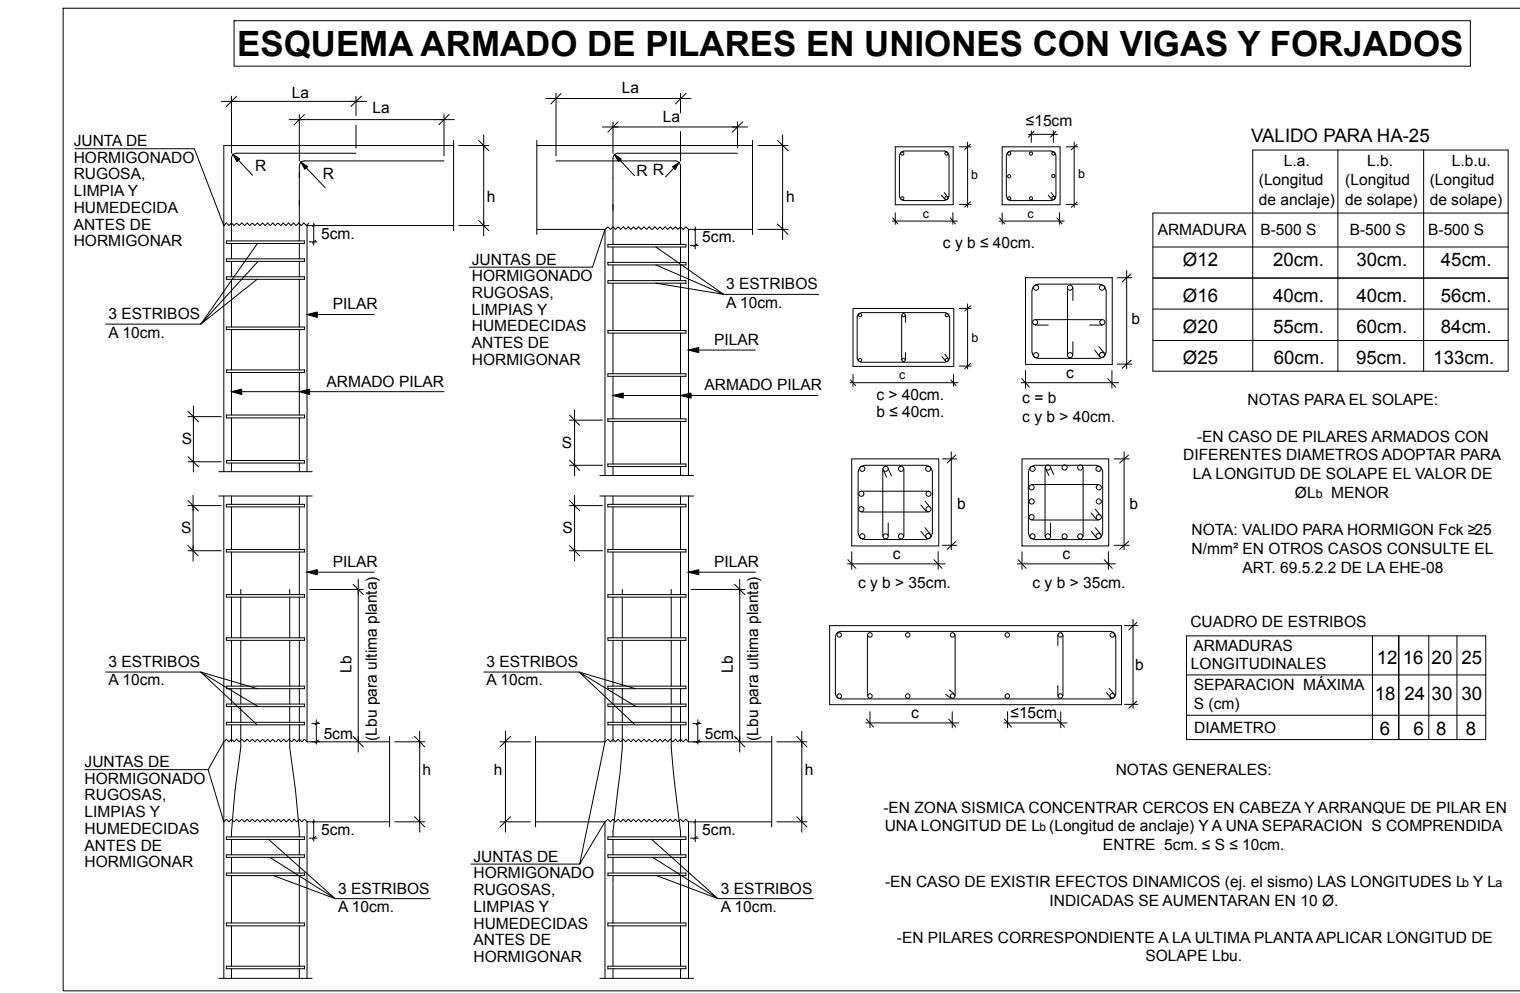 ESQUEMA ARMADO DE PILARES EN UNIONES CON VIGAS Y FORJADOS
La
La
JUNTA DE
HORMIGONADO
RUGOSA,
LIMPIA Y
HUMEDECIDA
ANTES DE
HORMIGONAR
R
R
h
5cm.
3 ESTRIBOS
A 10cm.
PILAR
ARMADO PILAR
S
La
La
R R
h
5cm.
JUNTAS DE
HORMIGONADO
RUGOSAS,
LIMPIAS Y
HUMEDECIDAS
ANTES DE
HORMIGONAR
3 ESTRIBOS
A 10cm.
PILAR
ARMADO PILAR
S
S
PILAR
Lb
(Lbu para ultima planta)
3 ESTRIBOS
A 10cm.
5cm.
JUNTAS DE
HORMIGONADO
RUGOSAS,
LIMPIAS Y
HUMEDECIDAS
ANTES DE
HORMIGONAR
h
5cm.
3 ESTRIBOS
A 10cm.
S
PILAR
Lb
(Lbu para ultima planta)
3 ESTRIBOS
A 10cm.
5cm.
h
h
5cm.
JUNTAS DE
HORMIGONADO
RUGOSAS,
LIMPIAS Y
HUMEDECIDAS
ANTES DE
HORMIGONAR
3 ESTRIBOS
A 10cm.
≤15cm
b
b
c
c
c y b ≤ 40cm.
b
c
c > 40cm.
b ≤ 40cm.
b
c
c = b
c y b > 40cm.
b
c
c y b > 35cm.
b
c
c y b > 35cm.
b
c
≤15cm
VALIDO PARA HA-25
L.a. (Longitud de anclaje) L.b. (Longitud de solape) L.b.u. (Longitud de solape)
ARMADURA B-500 S B-500 S B-500 S
Ø12 20cm. 30cm. 45cm.
Ø16 40cm. 40cm. 56cm.
Ø20 55cm. 60cm. 84cm.
Ø25 60cm. 95cm. 133cm.
NOTAS PARA EL SOLAPE:
-EN CASO DE PILARES ARMADOS CON
DIFERENTES DIAMETROS ADOPTAR PARA
LA LONGITUD DE SOLAPE EL VALOR DE
ØLb MENOR
NOTA: VALIDO PARA HORMIGON Fck ≥25
N/mm² EN OTROS CASOS CONSULTE EL
ART. 69.5.2.2 DE LA EHE-08
CUADRO DE ESTRIBOS
ARMADURAS
LONGITUDINALES 12 16 20 25
SEPARACION MÁXIMA
S (cm) 18 24 30 30
DIAMETRO 6 6 8 8
NOTAS GENERALES:
-EN ZONA SISMICA CONCENTRAR CERCOS EN CABEZA Y ARRANQUE DE PILAR EN
UNA LONGITUD DE Lb (Longitud de anclaje) Y A UNA SEPARACION S COMPRENDIDA
ENTRE 5cm. ≤ S ≤ 10cm.
-EN CASO DE EXISTIR EFECTOS DINAMICOS (ej. el sismo) LAS LONGITUDES Lb Y La
INDICADAS SE AUMENTARAN EN 10 Ø.
-EN PILARES CORRESPONDIENTE A LA ULTIMA PLANTA APLICAR LONGITUD DE
SOLAPE Lbu.